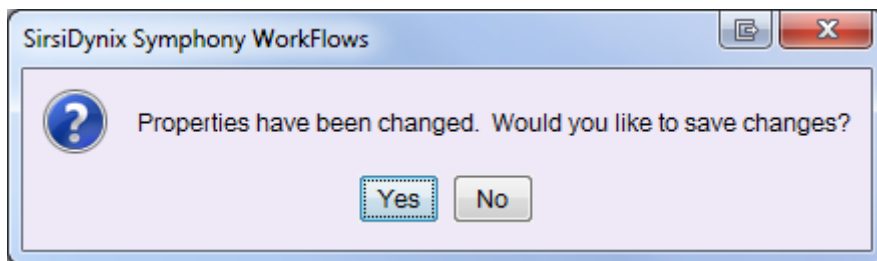 SirsiDynix Symphony WorkFlows
Properties have been changed.  Would you like to save changes?
Yes No